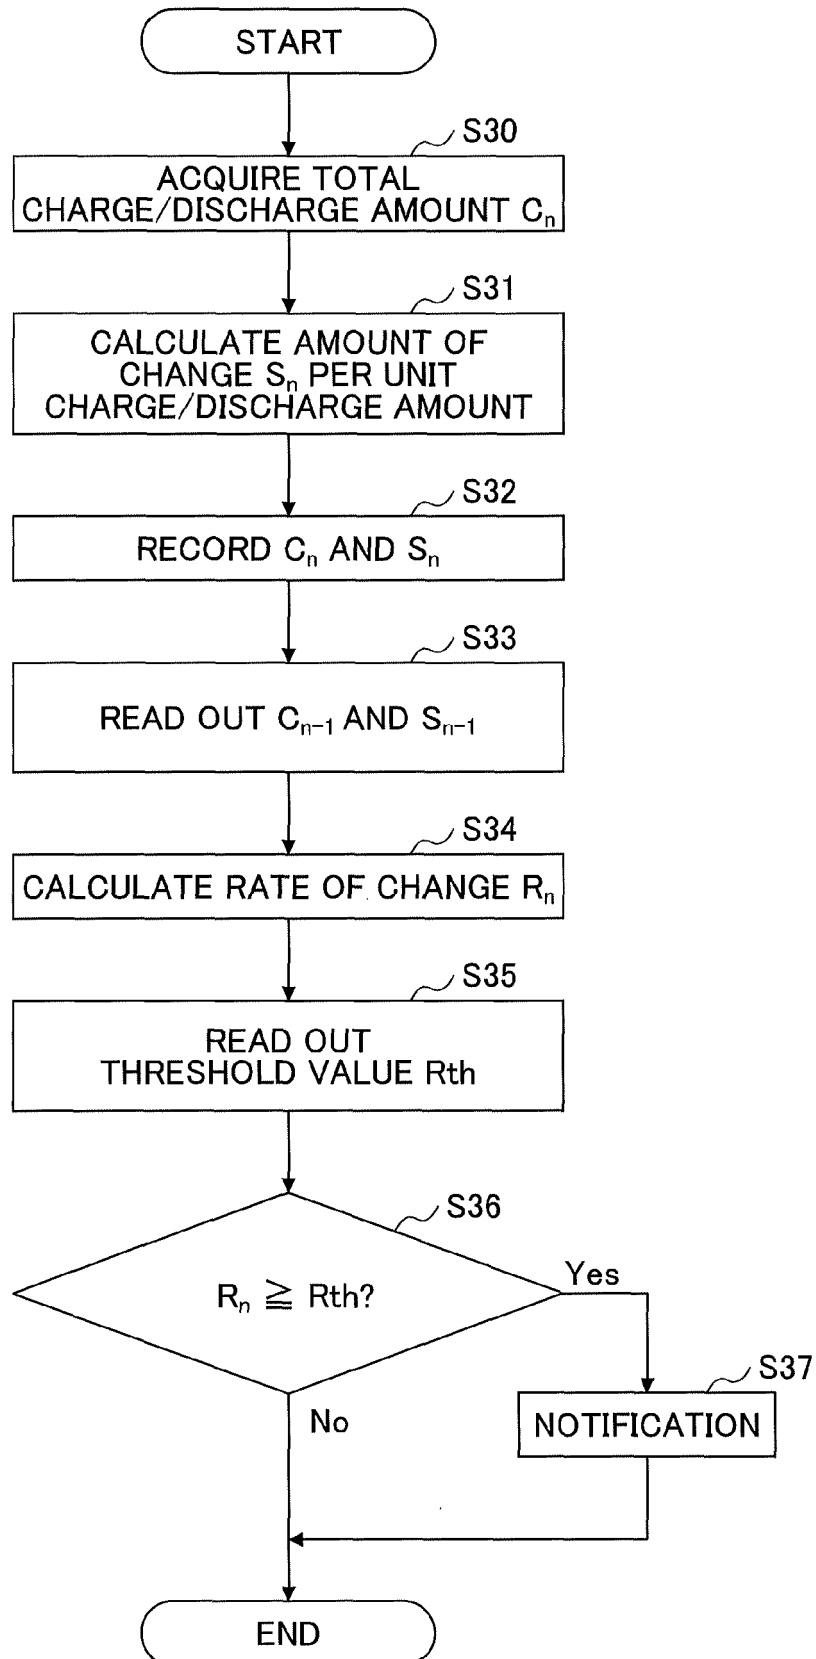 START
S30
ACQUIRE TOTAL
CHARGE/DISCHARGE AMOUNT Cn
S31
CALCULATE AMOUNT OF
CHANGE Sn PER UNIT
CHARGE/DISCHARGE AMOUNT
S32
RECORD Cn AND Sn
S33
READ OUT Cn-1 AND Sn-1
S34
CALCULATE RATE OF CHANGE Rn
S35
READ OUT
THRESHOLD VALUE Rth
S36
Rn ≧ Rth?
Yes
S37
NOTIFICATION
No
END